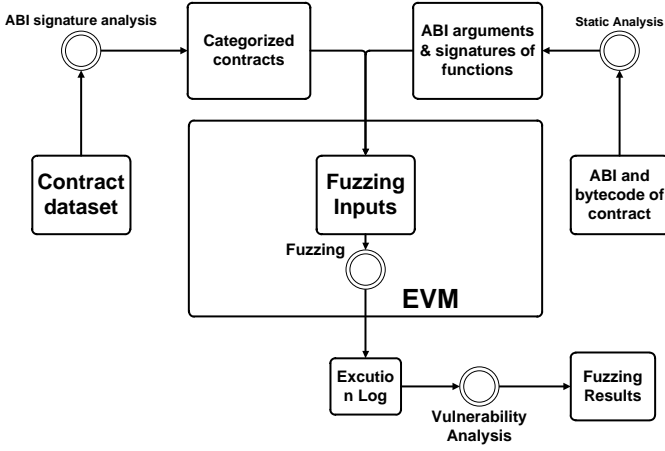 ABI signature analysis
Categorized
contracts
ABI arguments
& signatures of
functions
Static Analysis
Contract
dataset
Fuzzing
Inputs
ABI and
bytecode of
contract
Fuzzing
EVM
Excutio
n Log
Vulnerability
Analysis
Fuzzing
Results